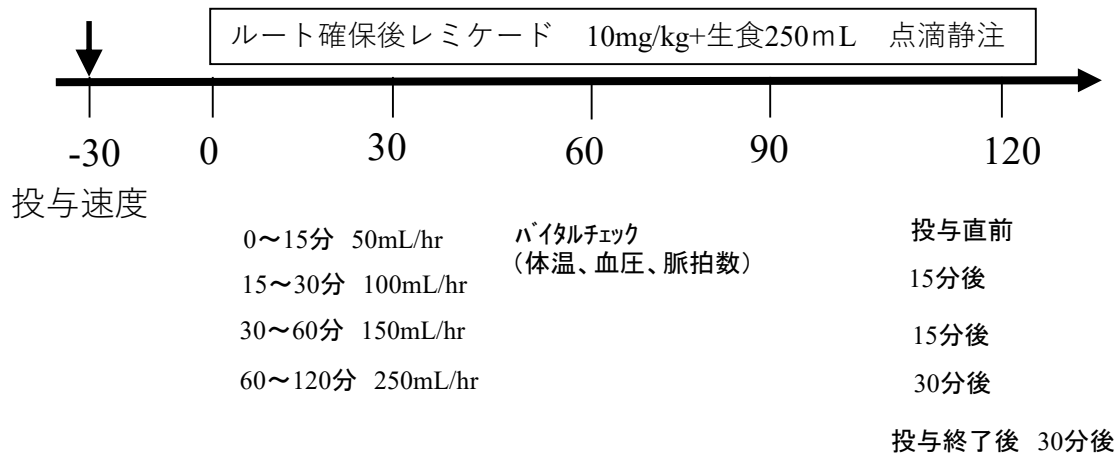 ルート確保後レミケード　10mg/kg+生食250ｍL　点滴静注
-30 0 30 60 90 120
投与速度
0～15分 50mL/hr
15～30分 100mL/hr
30～60分 150mL/hr
60～120分 250mL/hr
ﾊﾞｲﾀﾙﾁｪｯｸ
（体温、血圧、脈拍数）
投与直前
15分後
15分後
30分後
投与終了後 30分後